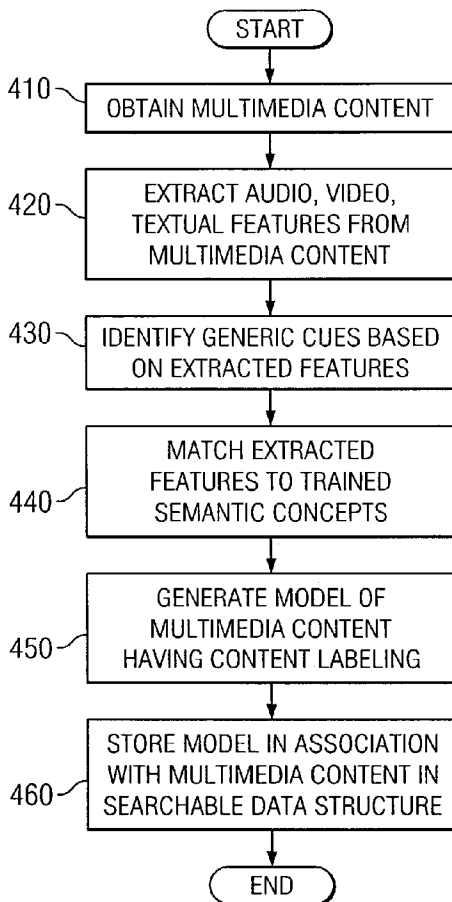 START
410
OBTAIN MULTIMEDIA CONTENT
420
EXTRACT AUDIO, VIDEO,
TEXTUAL FEATURES FROM
MULTIMEDIA CONTENT
430
IDENTIFY GENERIC CUES BASED
ON EXTRACTED FEATURES
440
MATCH EXTRACTED
FEATURES TO TRAINED
SEMANTIC CONCEPTS
450
GENERATE MODEL OF
MULTIMEDIA CONTENT
HAVING CONTENT LABELING
460
STORE MODEL IN ASSOCIATION
WITH MULTIMEDIA CONTENT IN
SEARCHABLE DATA STRUCTURE
END